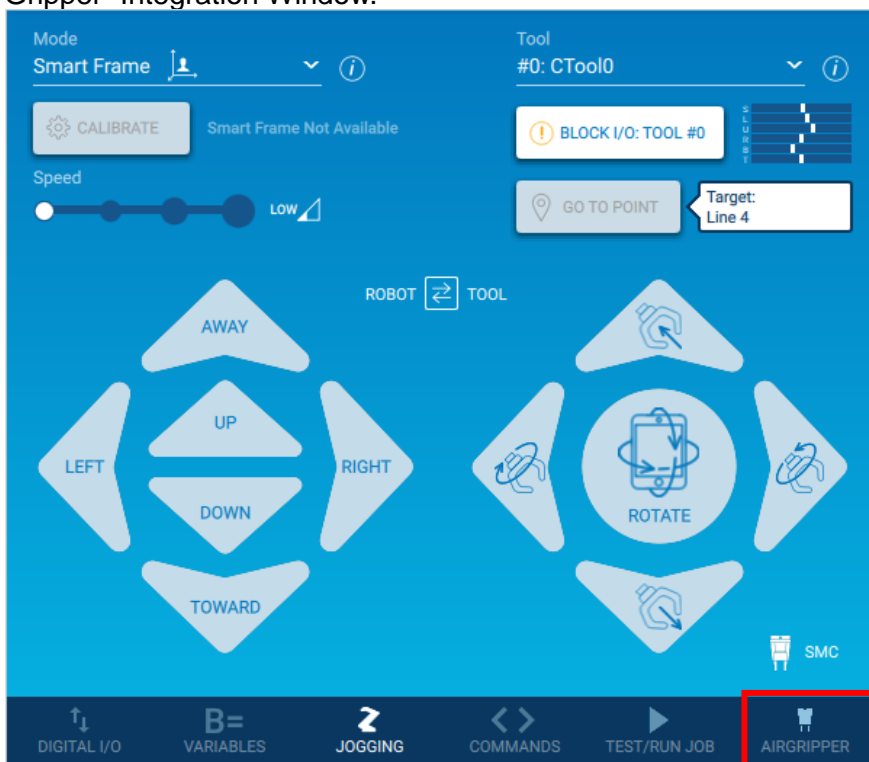 Gripper" Integration Window.
Mode
Smart Frame
Tool
#0: CTool0
CALIBRATE
Smart Frame Not Available
BLOCK I/O: TOOL #0
S
L
U
R
B
T
Speed
LOW
GO TO POINT
Target:
Line 4
ROBOT
TOOL
AWAY
UP
LEFT
RIGHT
DOWN
TOWARD
ROTATE
SMC
DIGITAL I/O
B=
VARIABLES
JOGGING
COMMANDS
TEST/RUN JOB
AIRGRIPPER